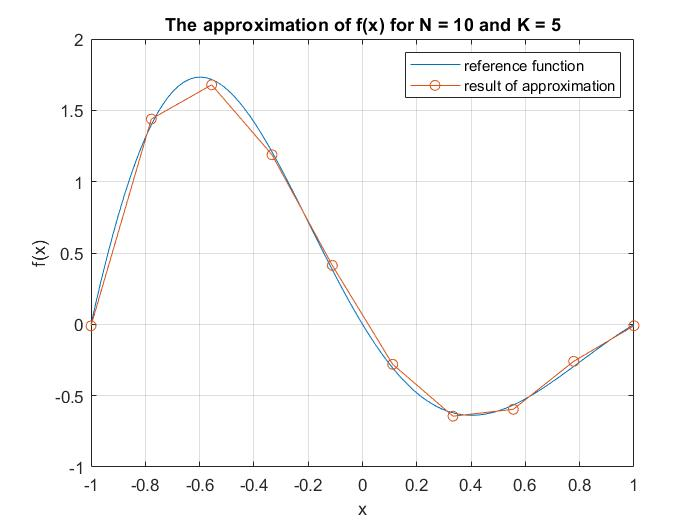 The approximation of f(x) for N = 10 and K = 5
reference function
result of approximation
2
1.5
1
0.5
0
-0.5
-1
f(x)
-1 -0.8 -0.6 -0.4 -0.2 0 0.2 0.4 0.6 0.8 1
x